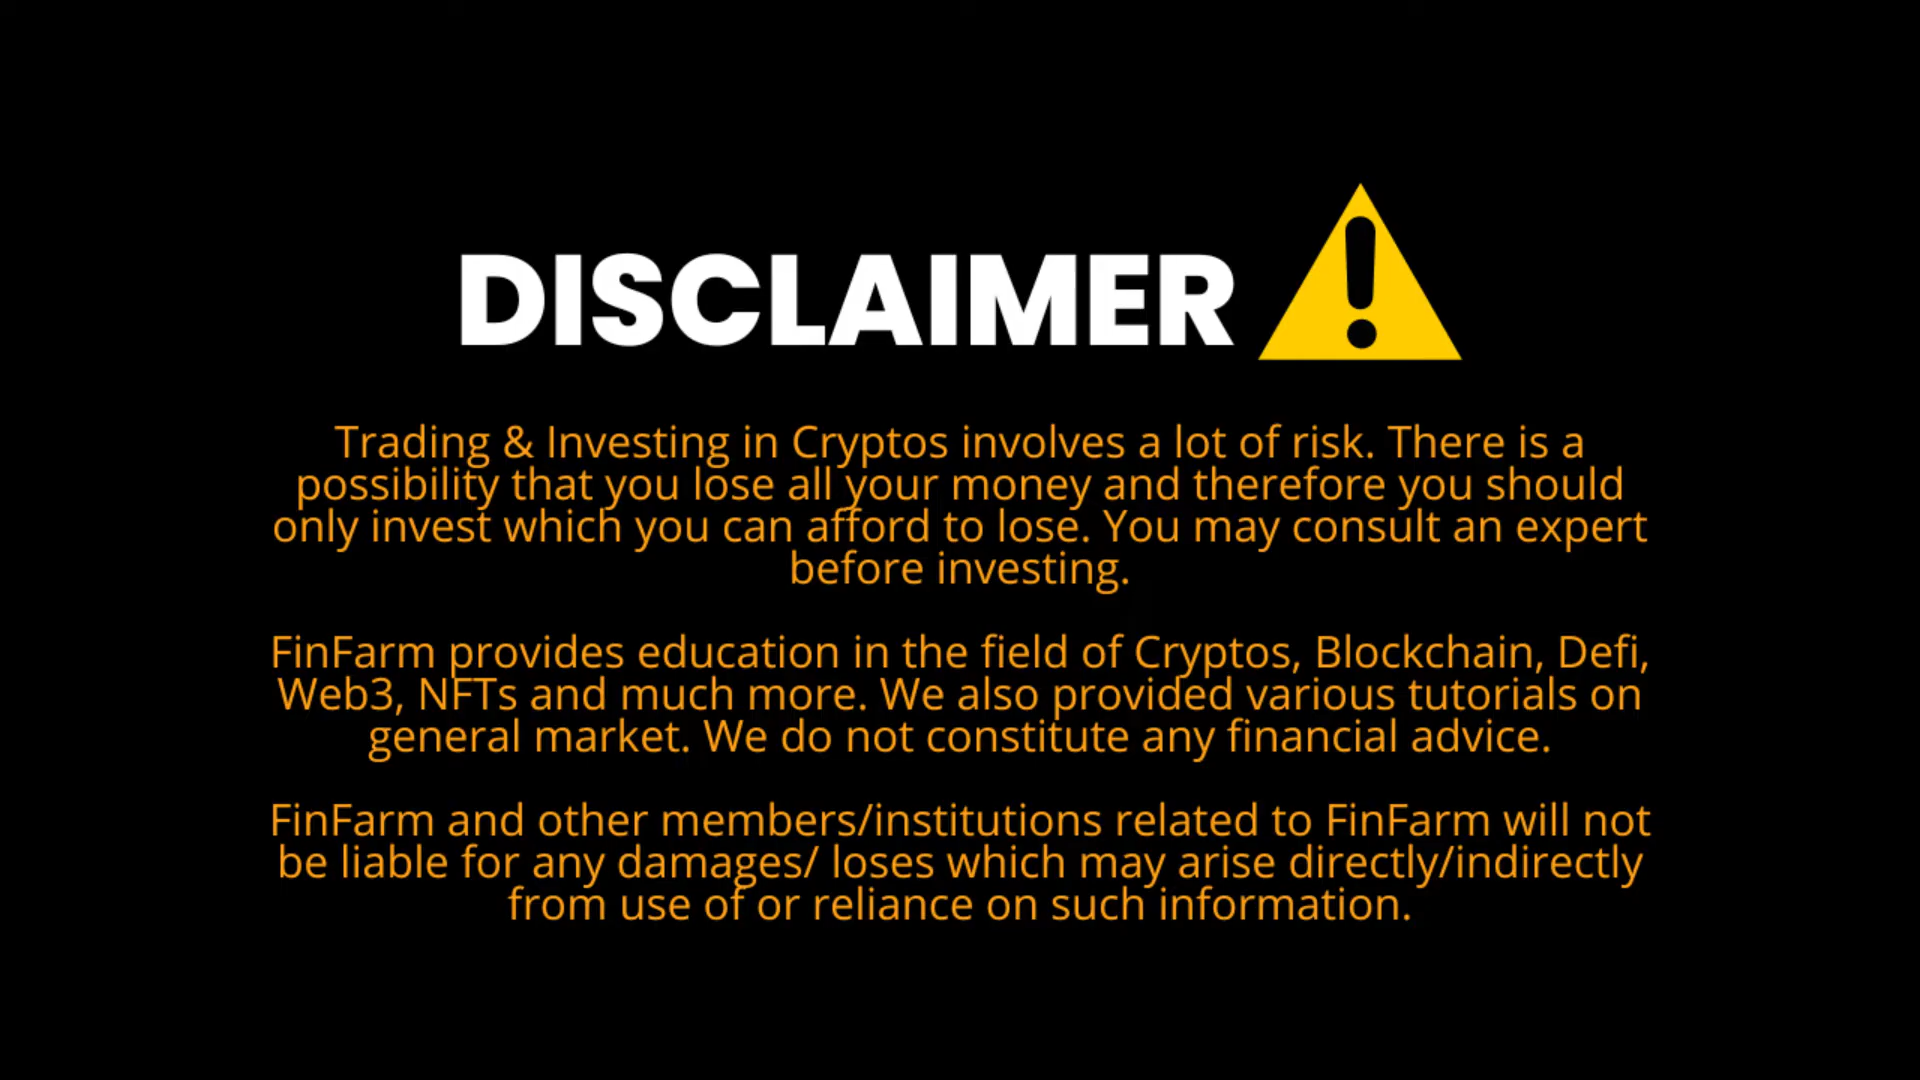 DISCLAIMER
Trading & Investing in Cryptos involves a lot of risk. There is a
possibility that you lose all your money and therefore you should
only invest which you can afford to lose. You may consult an expert
before investing.
FinFarm provides education in the field of Cryptos, Blockchain, Defi,
Web3, NFTs and much more. We also provided various tutorials on
general market. We do not constitute any financial advice.
FinFarm and other members/institutions related to FinFarm will not
be liable for any damages/ loses which may arise directly/indirectly
from use of or reliance on such information.